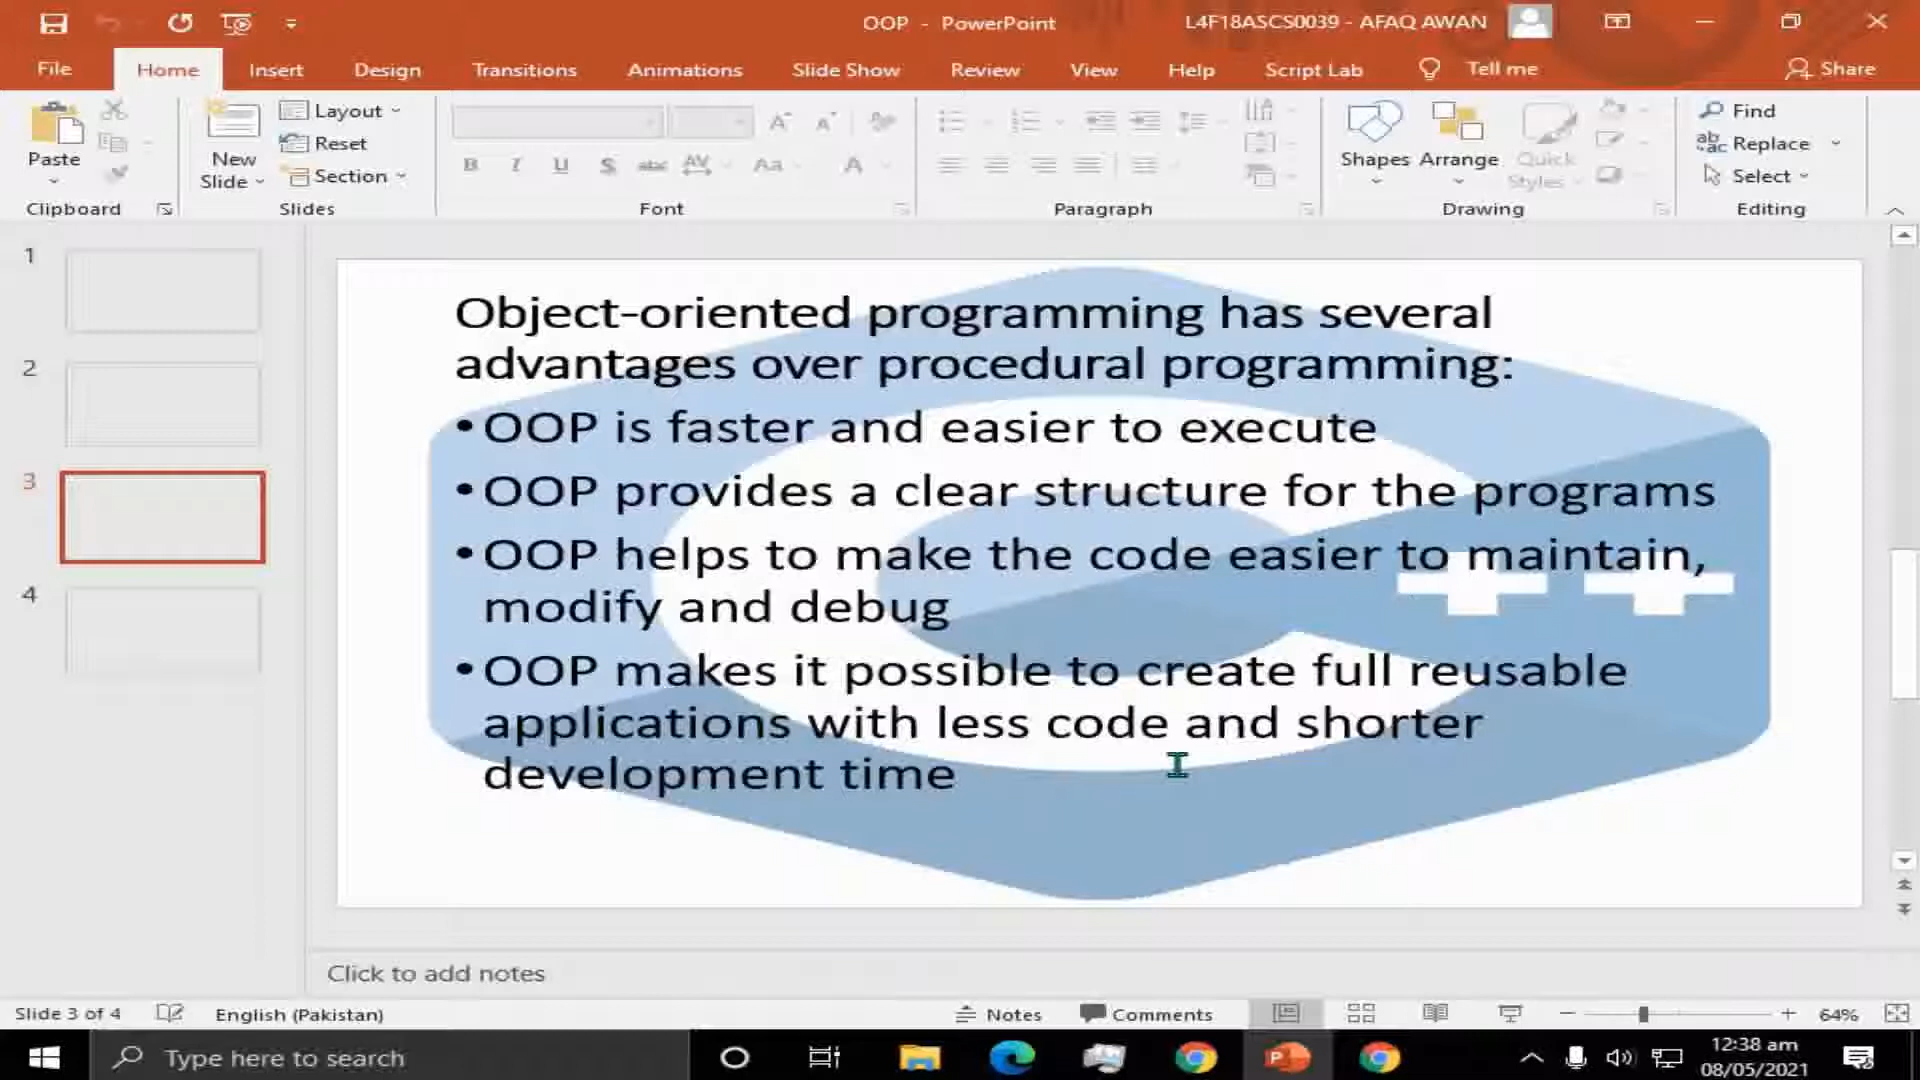 OOP - PowerPoint
L4F18ASCS0039 - AFAQ AWAN
File Home Insert Design Transitions Animations Slide Show Review View Help Script Lab Tell me Share
Paste
Clipboard
New Slide
Layout
Reset
Section
Slides
B I U S abc AV Aa A
Font
Paragraph
Shapes Arrange Quick Styles
Drawing
Find
Replace
Select
Editing
1
2
3
4
Object-oriented programming has several
advantages over procedural programming:
•OOP is faster and easier to execute
•OOP provides a clear structure for the programs
•OOP helps to make the code easier to maintain,
modify and debug
•OOP makes it possible to create full reusable
applications with less code and shorter
development time
Click to add notes
Slide 3 of 4 English (Pakistan) Notes Comments 64%
Type here to search
12:38 am
08/05/2021